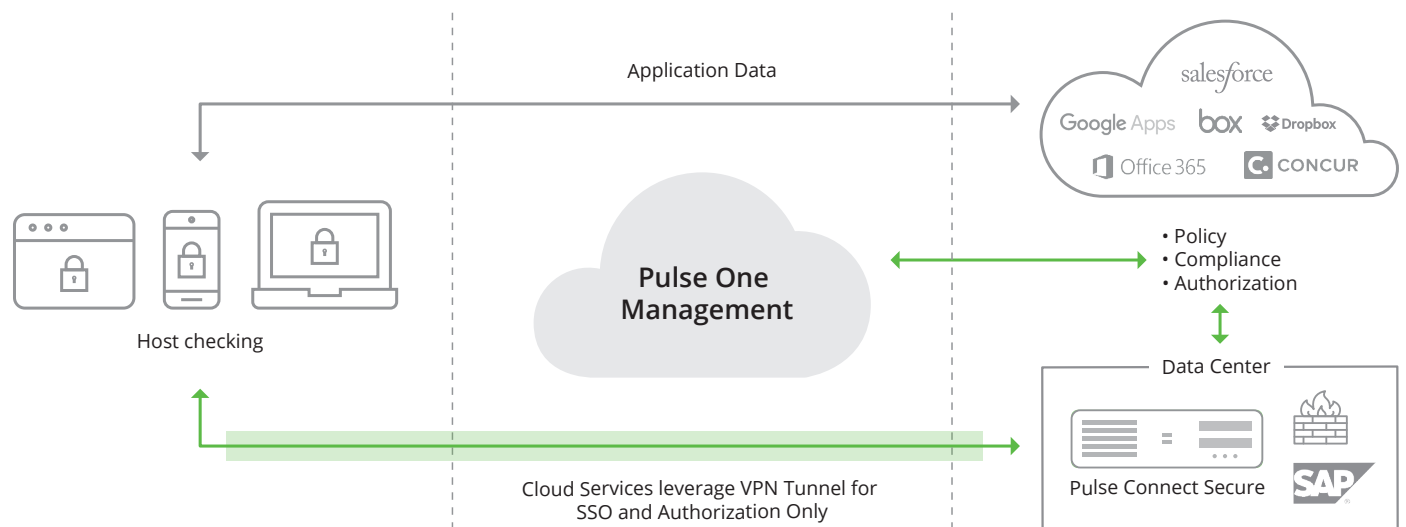 Application Data
salesforce
Google Apps
box
Dropbox
Office 365
C.
CONCUR
Pulse One
Management
• Policy
• Compliance
• Authorization
Host checking
Data Center
Pulse Connect Secure
SAP
Cloud Services leverage VPN Tunnel for
SSO and Authorization Only